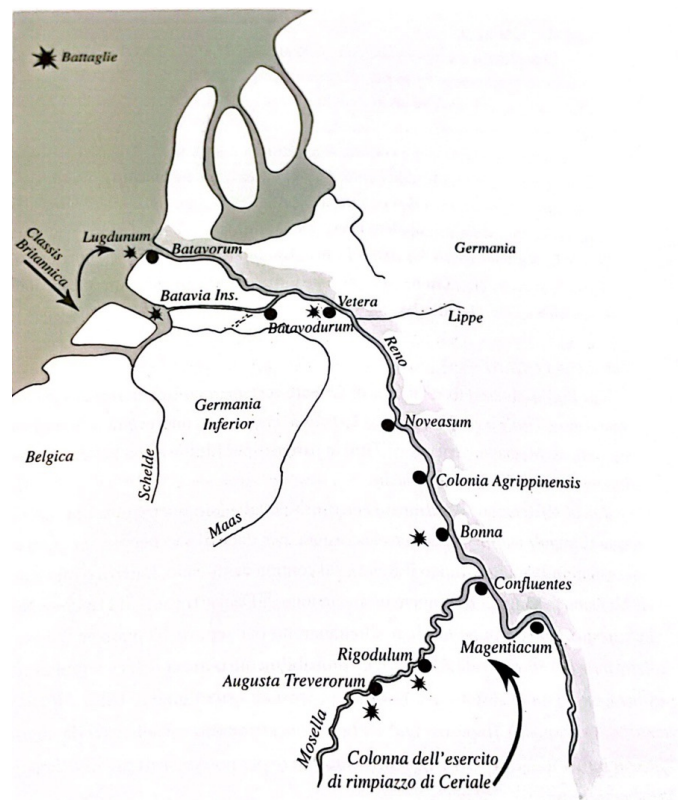 Battaglie
Classis
Britannica
Lugdunum
Batavorum
Germania
Batavia Ins.
Vetera
Lippe
Batavodurum
Reno
Germania
Inferior
Noveasum
Belgica
Schelde
Colonia Agrippinensis
Maas
Bonna
Confluentes
Magentiacum
Rigodulum
Augusta Treverorum
Mosella
Colonna dell'esercito
di rimpiazzo di Ceriale